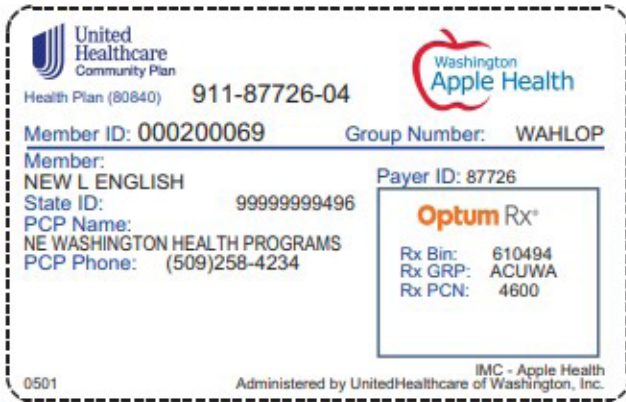 United
Healthcare
Community Plan
Washington
Apple Health
Health Plan (80840) 911-87726-04
Member ID: 000200069 Group Number: WAHLOP
Member:
NEW L ENGLISH
State ID: 99999999496
PCP Name:
NE WASHINGTON HEALTH PROGRAMS
PCP Phone: (509)258-4234
Payer ID: 87726
Optum Rx®
Rx Bin: 610494
Rx GRP: ACUWA
Rx PCN: 4600
0501
IMC - Apple Health
Administered by UnitedHealthcare of Washington, Inc.